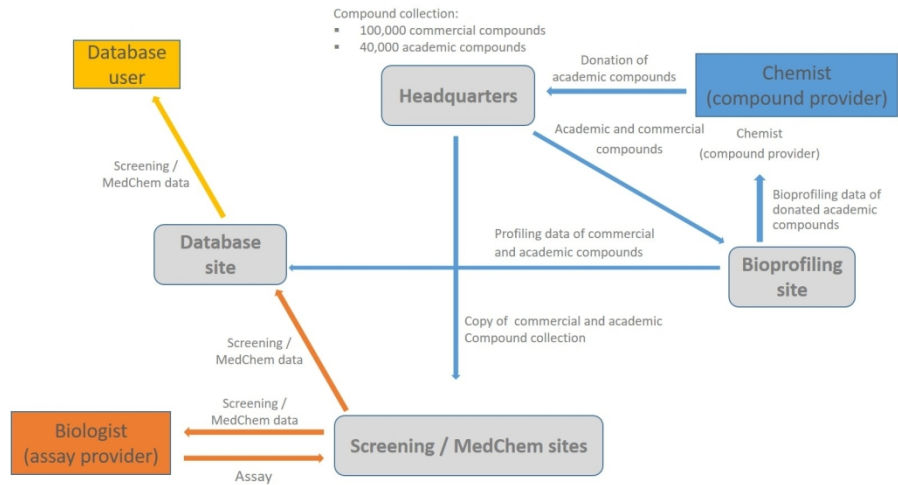 Compound collection:
▪ 100,000 commercial compounds
▪ 40,000 academic compounds
Database
user
Donation of
academic compounds
Chemist
(compound provider)
Headquarters
Academic and commercial
compounds
Chemist
(compound provider)
Screening /
MedChem data
Bioprofiling data of
donated academic
compounds
Database
site
Profiling data of commercial
and academic compounds
Bioprofiling
site
Copy of commercial and academic
Compound collection
Screening /
MedChem data
Screening /
MedChem data
Biologist
(assay provider)
Screening / MedChem sites
Assay